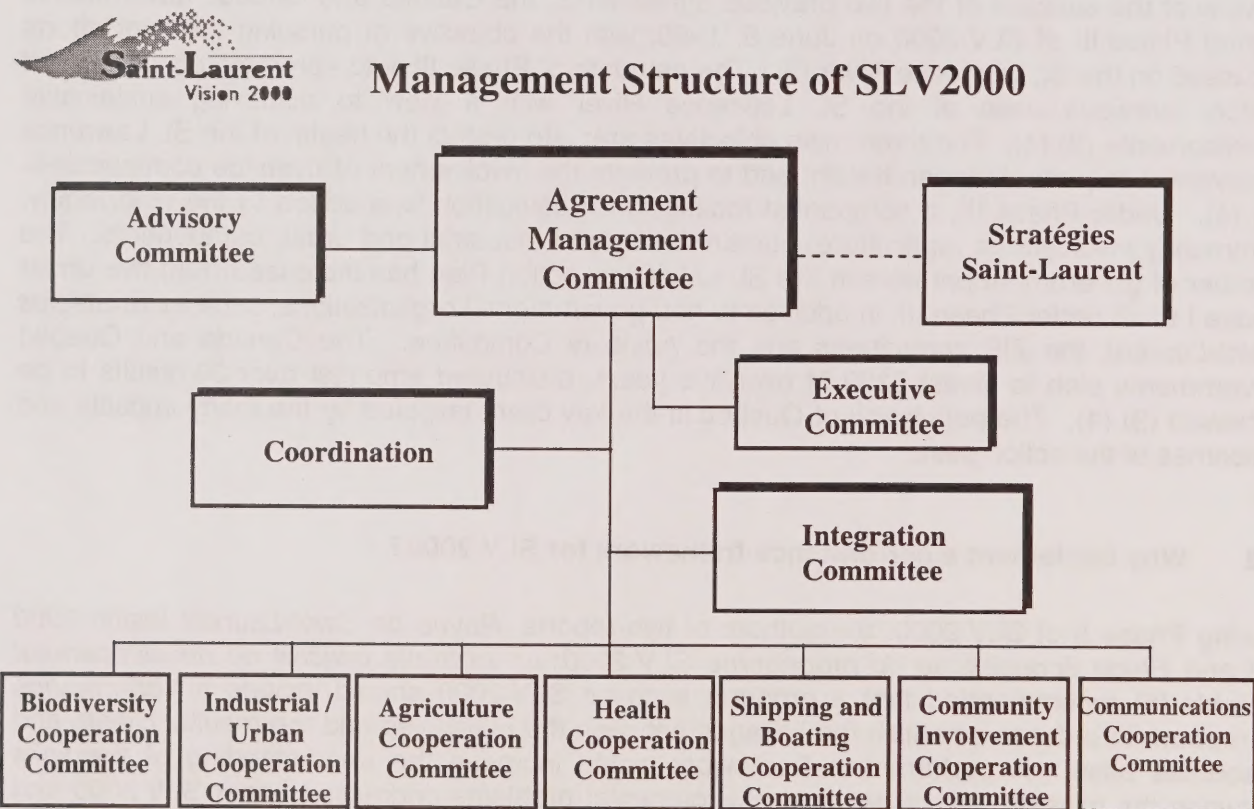 Saint-Laurent
Vision 2000
Management Structure of SLV2000
Advisory
Committee
Agreement
Management
Committee
Stratégies
Saint-Laurent
Executive
Committee
Coordination
Integration
Committee
Biodiversity
Cooperation
Committee
Industrial /
Urban
Cooperation
Committee
Agriculture
Cooperation
Committee
Health
Cooperation
Committee
Shipping and
Boating
Cooperation
Committee
Community
Involvement
Cooperation
Committee
Communications
Cooperation
Committee